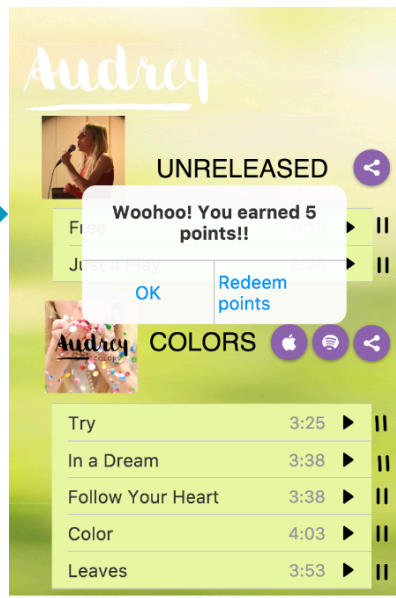 Audrey
UNRELEASED
Woohoo! You earned 5
points!!
Free
Just a Play
OK
Redeem
points
Audrey
COLORS
COLORS
Try 3:25
In a Dream 3:38
Follow Your Heart 3:38
Color 4:03
Leaves 3:53